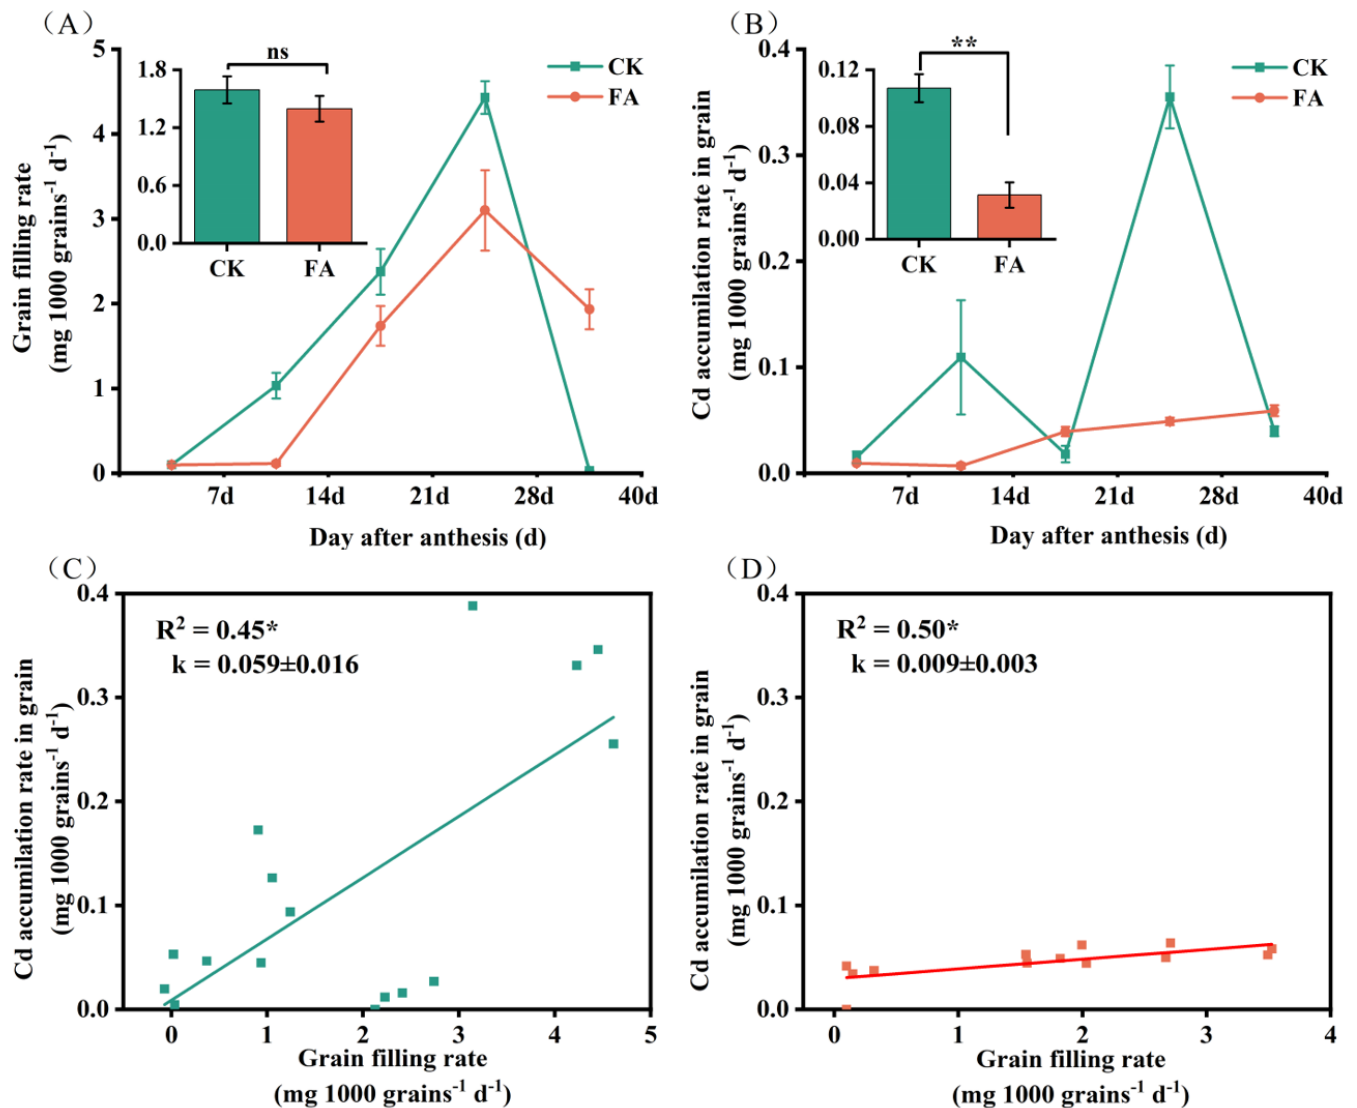 （A）
5
4
3
2
1
0
Grain filling rate
(mg 1000 grains⁻¹ d⁻¹)
1.8
1.2
0.6
0.0
ns
CK
FA
CK
FA
7d
14d
21d
28d
40d
Day after anthesis (d)
（B）
0.4
0.3
0.2
0.1
0.0
Cd accumilation rate in grain
(mg 1000 grains⁻¹ d⁻¹)
0.12
0.08
0.04
0.00
**
CK
FA
CK
FA
7d
14d
21d
28d
40d
Day after anthesis (d)
（C）
0.4
0.3
0.2
0.1
0.0
Cd accumilation rate in grain
(mg 1000 grains⁻¹ d⁻¹)
R² = 0.45*
k = 0.059±0.016
0
1
2
3
4
5
Grain filling rate
(mg 1000 grains⁻¹ d⁻¹)
（D）
0.4
0.3
0.2
0.1
0.0
Cd accumilation rate in grain
(mg 1000 grains⁻¹ d⁻¹)
R² = 0.50*
k = 0.009±0.003
0
1
2
3
4
Grain filling rate
(mg 1000 grains⁻¹ d⁻¹)